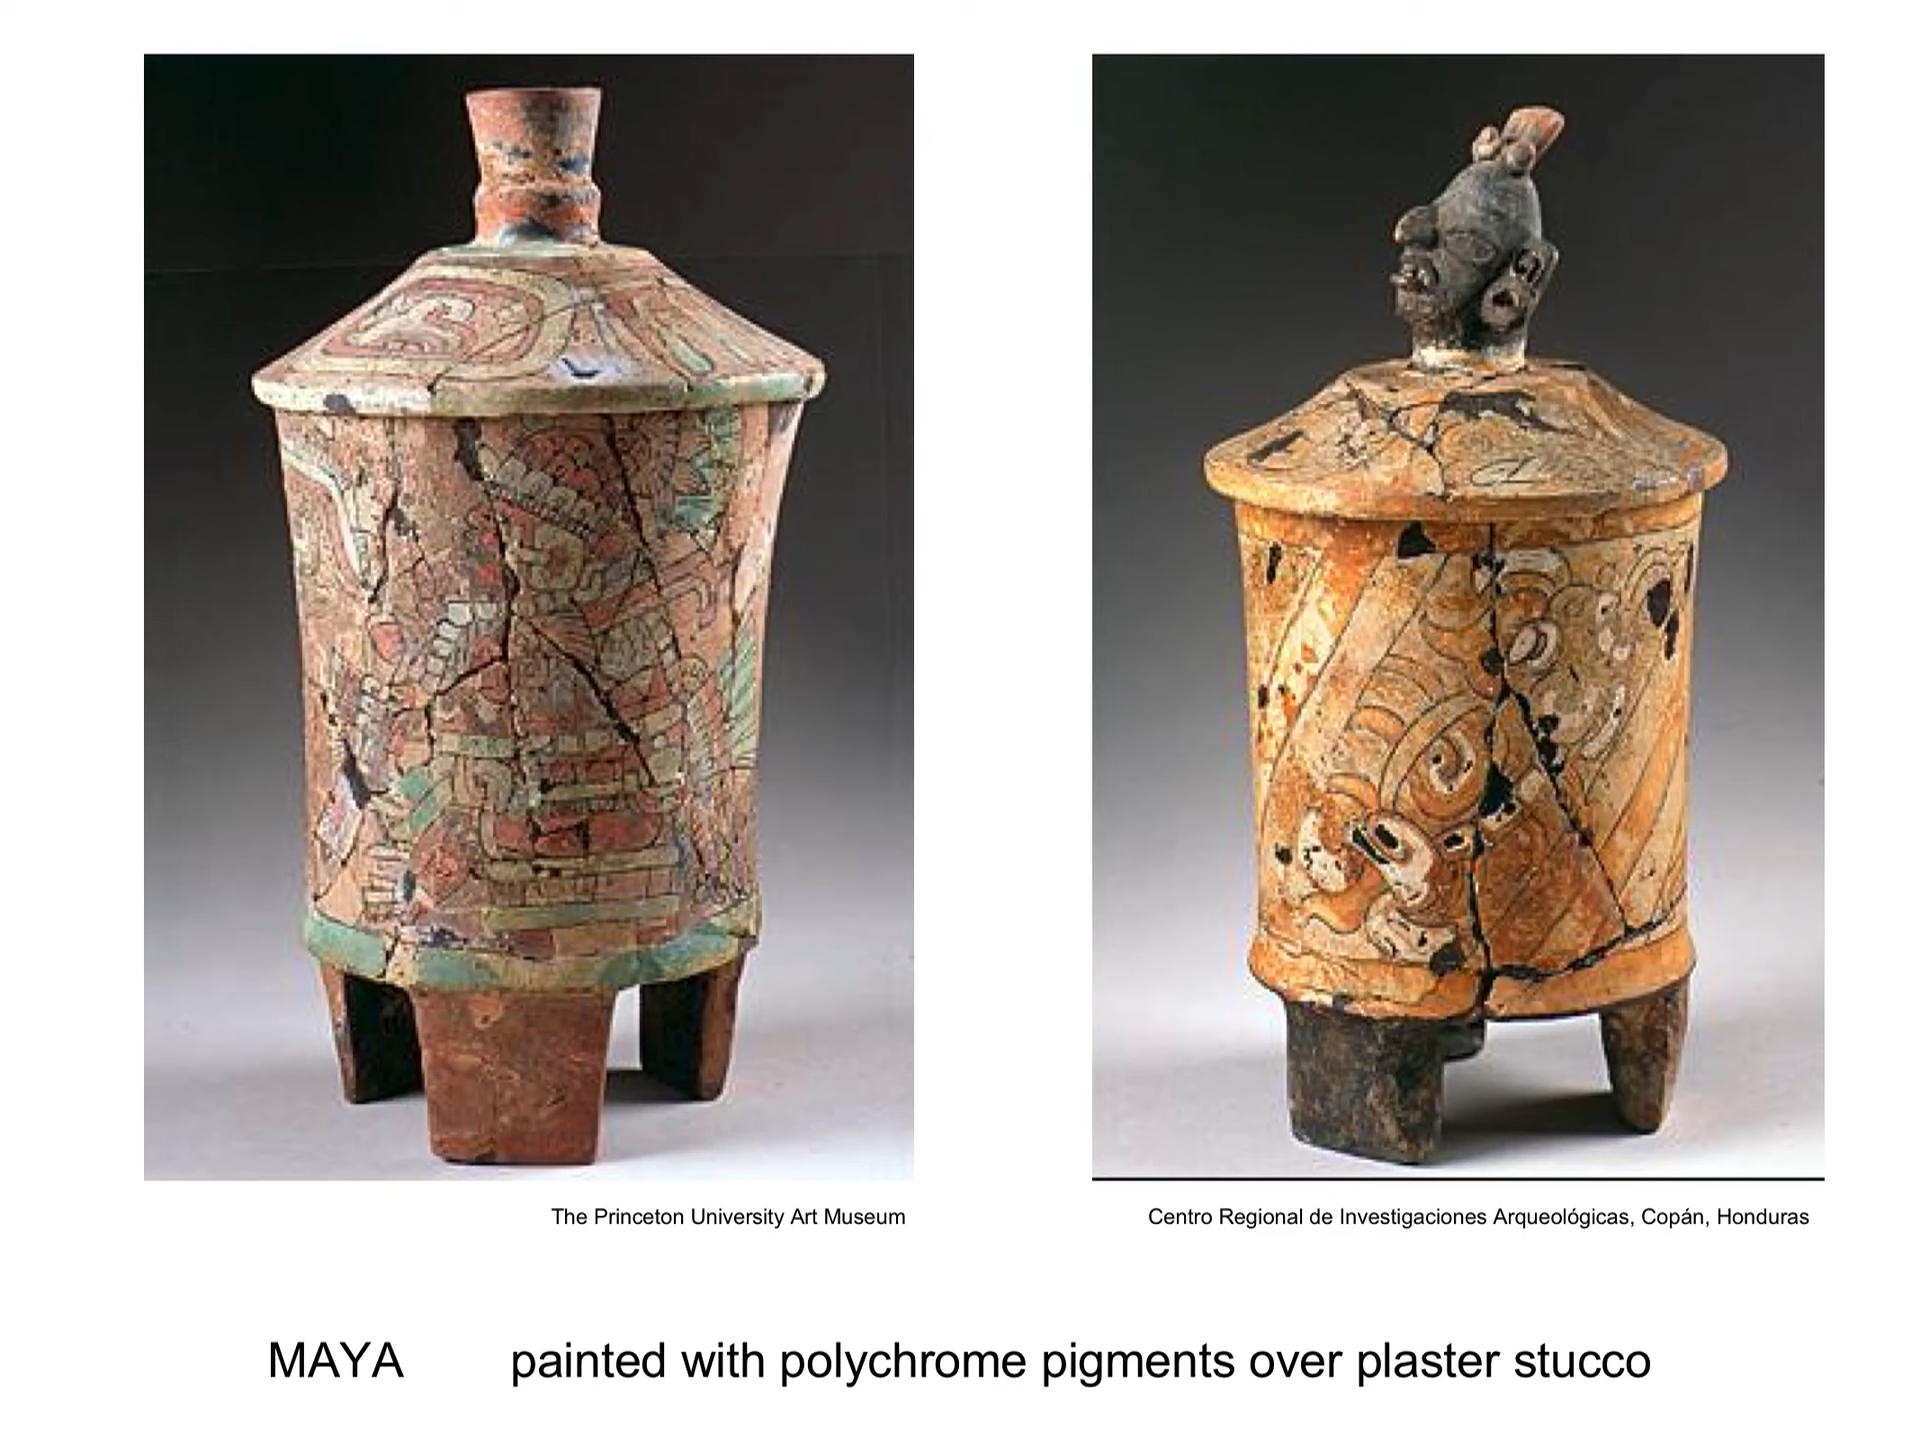 The Princeton University Art Museum
Centro Regional de Investigaciones Arqueológicas, Copán, Honduras
MAYA painted with polychrome pigments over plaster stucco